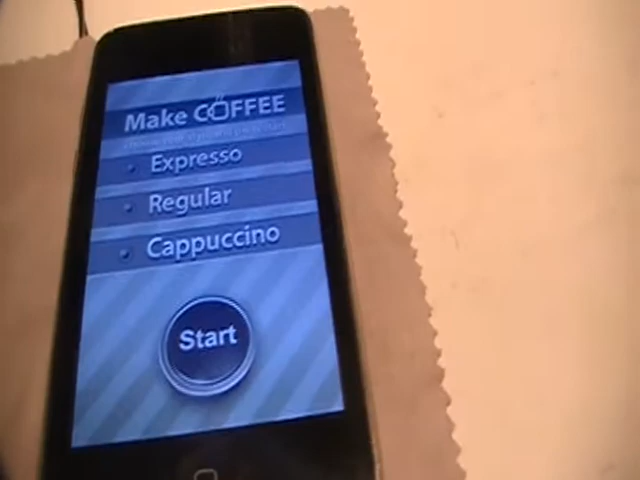 Make COFFEE
Expresso
Regular
Cappuccino
Start